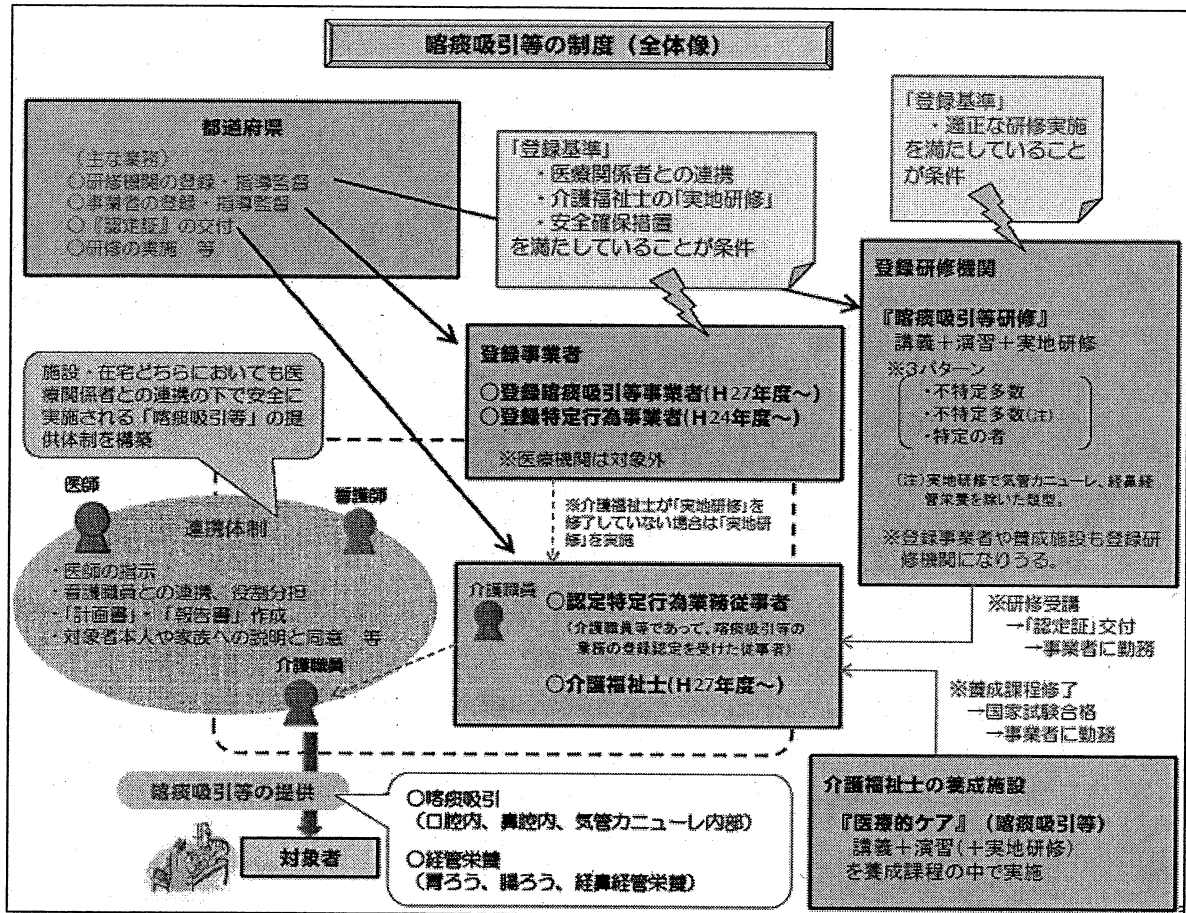 喀痰吸引等の制度（全体像）
都道府県
（主な業務）
○研修機関の登録・指導監督
○事業者の登録・指導監督
○『認定証』の交付
○研修の実施 等
「登録基準」
・医療関係者との連携
・介護福祉士の「実地研修」
・安全確保措置
を満たしていることが条件
「登録基準」
・適正な研修実施
を満たしていること
が条件
登録研修機関
『喀痰吸引等研修』
講義＋演習＋実地研修
※3パターン
・不特定多数
・不特定多数(注)
・特定の者
(注)実地研修で気管カニューレ、経鼻経
管栄養を除いた類型。
※登録事業者や養成施設も登録研
修機関になりうる。
登録事業者
○登録喀痰吸引等事業者(H27年度～)
○登録特定行為事業者(H24年度～)
※医療機関は対象外
施設・在宅どちらにおいても医
療関係者との連携の下で安全に
実施される「喀痰吸引等」の提
供体制を構築
医師
看護師
連携体制
・医師の指示
・看護職員との連携、役割分担
・「計画書」・「報告書」作成
・対象者本人や家族への説明と同意 等
介護職員
※介護福祉士が「実地研修」を
修了していない場合は「実地研
修」を実施
介護職員
○認定特定行為業務従事者
(介護職員等であって、喀痰吸引等の
業務の登録認定を受けた従事者)
○介護福祉士(H27年度～)
※研修受講
→「認定証」交付
→事業者に勤務
※養成課程修了
→国家試験合格
→事業者に勤務
喀痰吸引等の提供
対象者
○喀痰吸引
（口腔内、鼻腔内、気管カニューレ内部）
○経管栄養
（胃ろう、腸ろう、経鼻経管栄養）
介護福祉士の養成施設
『医療的ケア』（喀痰吸引等）
講義＋演習(＋実地研修)
を養成課程の中で実施